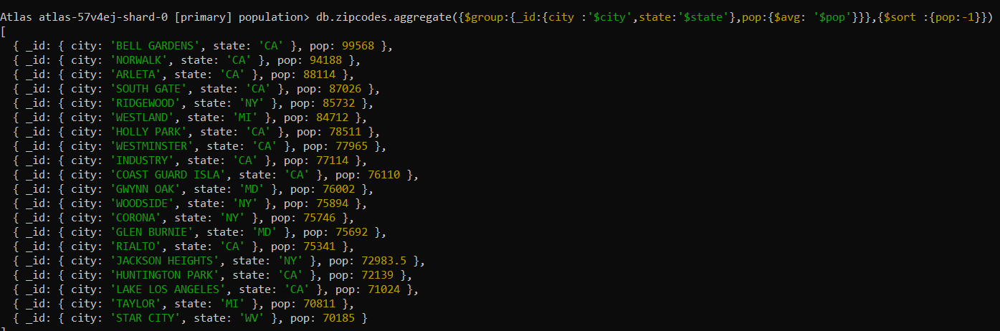 Atlas atlas-57v4ej-shard-0 [primary] population> db.zipcodes.aggregate({$group:{_id:{city :'$city',state:'$state'},pop:{$avg: '$pop'}}},{$sort :{pop:-1}})
[
  { _id: { city: 'BELL GARDENS', state: 'CA' }, pop: 99568 },
  { _id: { city: 'NORWALK', state: 'CA' }, pop: 94188 },
  { _id: { city: 'ARLETA', state: 'CA' }, pop: 88114 },
  { _id: { city: 'SOUTH GATE', state: 'CA' }, pop: 87026 },
  { _id: { city: 'RIDGEWOOD', state: 'NY' }, pop: 85732 },
  { _id: { city: 'WESTLAND', state: 'MI' }, pop: 84712 },
  { _id: { city: 'HOLLY PARK', state: 'CA' }, pop: 78511 },
  { _id: { city: 'WESTMINSTER', state: 'CA' }, pop: 77965 },
  { _id: { city: 'INDUSTRY', state: 'CA' }, pop: 77114 },
  { _id: { city: 'COAST GUARD ISLA', state: 'CA' }, pop: 76110 },
  { _id: { city: 'GWYNN OAK', state: 'MD' }, pop: 76002 },
  { _id: { city: 'WOODSIDE', state: 'NY' }, pop: 75894 },
  { _id: { city: 'CORONA', state: 'NY' }, pop: 75746 },
  { _id: { city: 'GLEN BURNIE', state: 'MD' }, pop: 75692 },
  { _id: { city: 'RIALTO', state: 'CA' }, pop: 75341 },
  { _id: { city: 'JACKSON HEIGHTS', state: 'NY' }, pop: 72983.5 },
  { _id: { city: 'HUNTINGTON PARK', state: 'CA' }, pop: 72139 },
  { _id: { city: 'LAKE LOS ANGELES', state: 'CA' }, pop: 71024 },
  { _id: { city: 'TAYLOR', state: 'MI' }, pop: 70811 },
  { _id: { city: 'STAR CITY', state: 'WV' }, pop: 70185 }